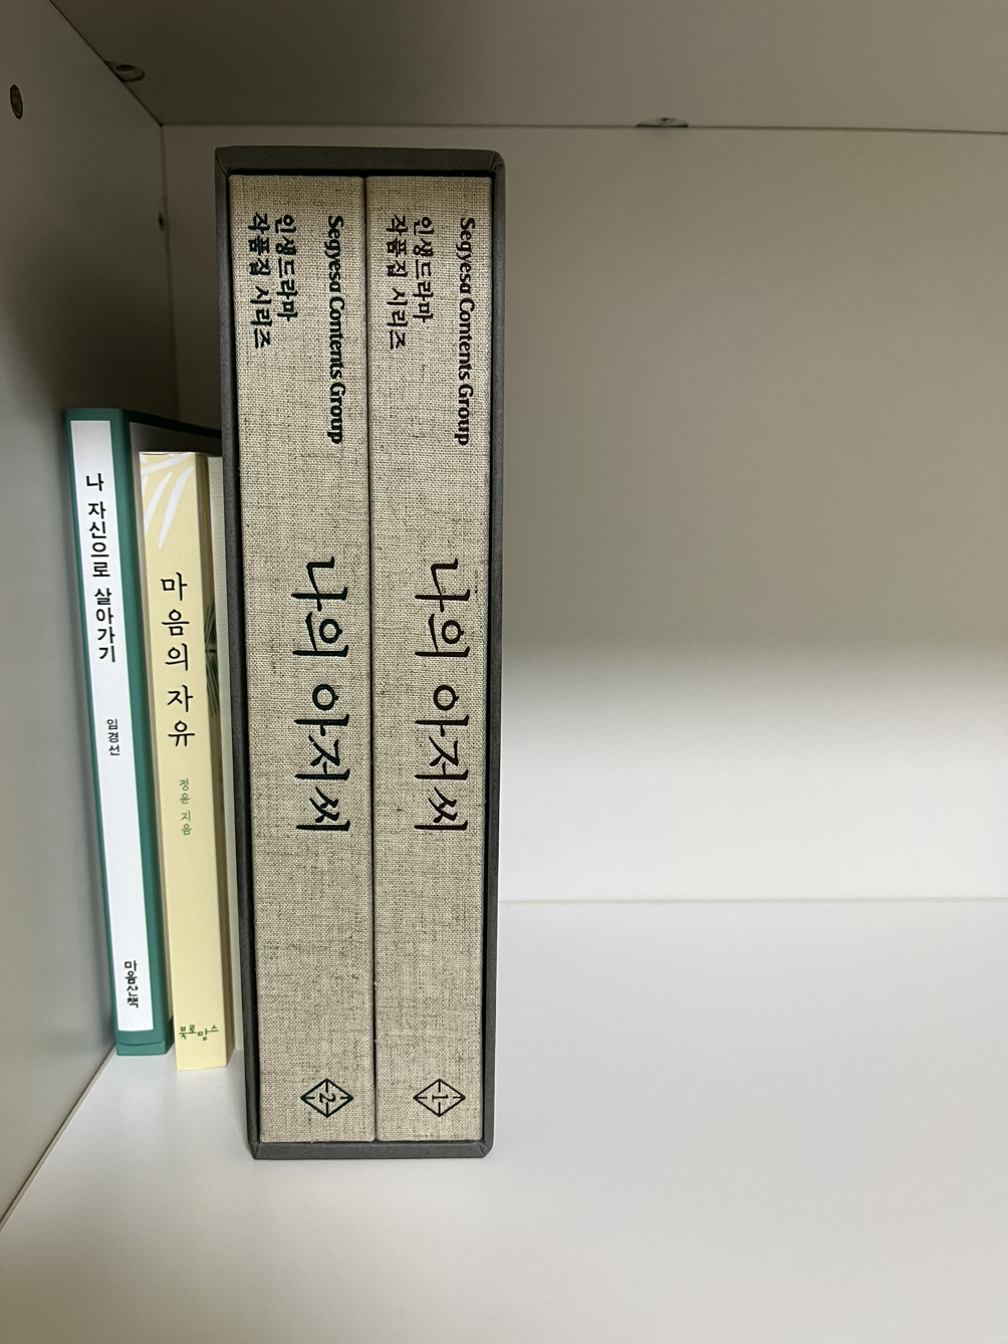 나 자신으로 살아가기
임경선
마음산책
마음의 자유
정윤 지음
북로망스
Segyesa Contents Group
인생드라마
작품집 시리즈
나의 아저씨
2
Segyesa Contents Group
인생드라마
작품집 시리즈
나의 아저씨
1